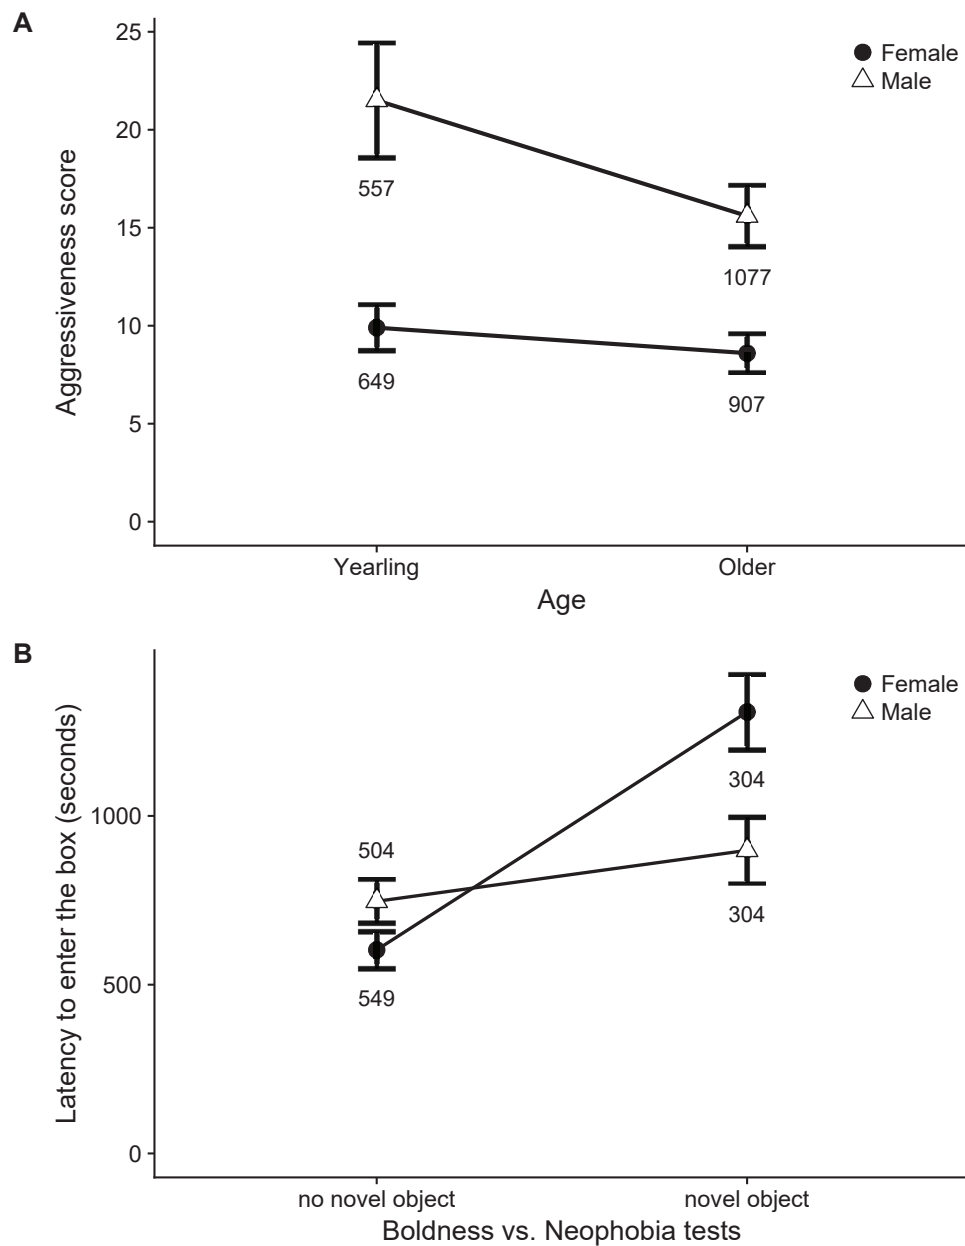 A
25
20
15
10
5
0
Aggressiveness score
Female
Male
557
1077
649
907
Yearling
Older
Age
B
1000
500
0
Latency to enter the box (seconds)
Female
Male
304
504
304
549
no novel object
novel object
Boldness vs. Neophobia tests